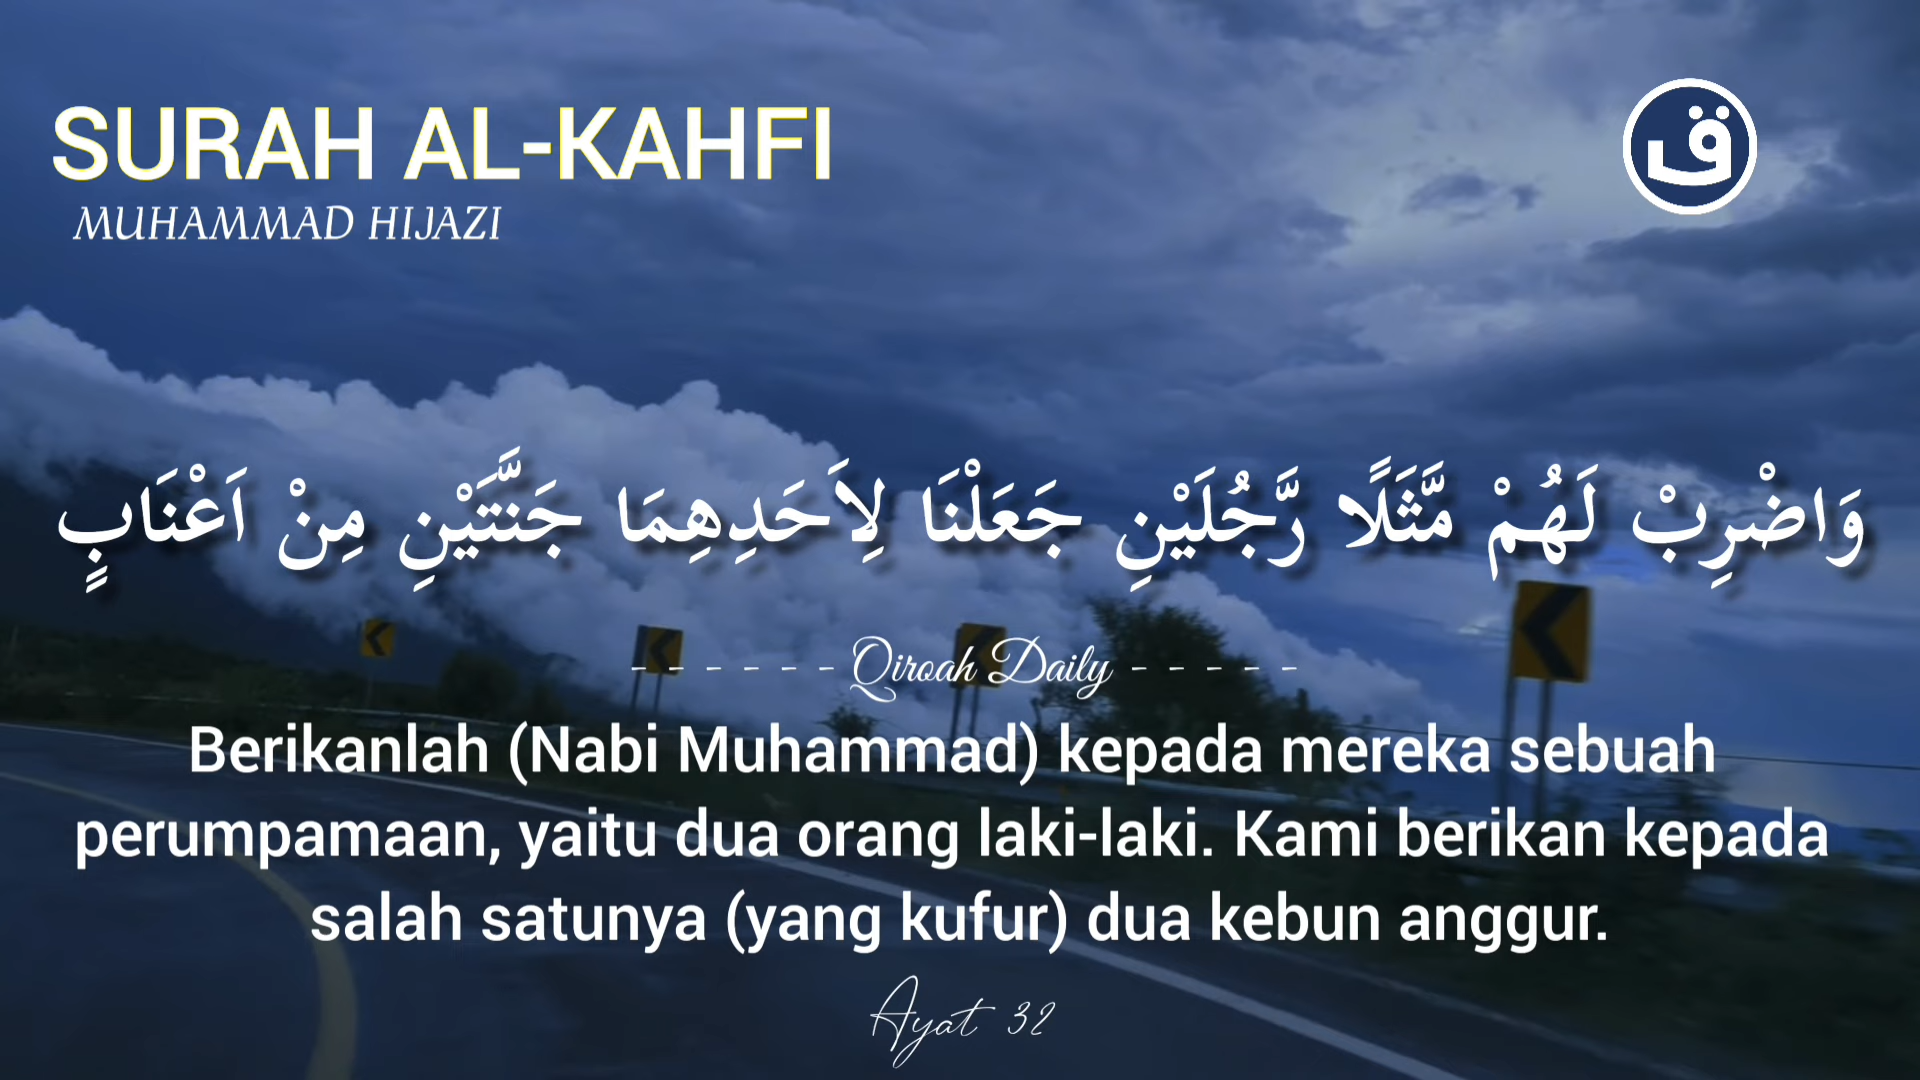 SURAH AL-KAHFI
MUHAMMAD HIJAZI
ق
وَاضْرِبْ لَهُمْ مَّثَلًا رَّجُلَيْنِ جَعَلْنَا لِاَحَدِهِمَا جَنَّتَيْنِ مِنْ اَعْنَابٍ
- - - - - - Qiroah Daily - - - - -
Berikanlah (Nabi Muhammad) kepada mereka sebuah
perumpamaan, yaitu dua orang laki-laki. Kami berikan kepada
salah satunya (yang kufur) dua kebun anggur.
Ayat 32